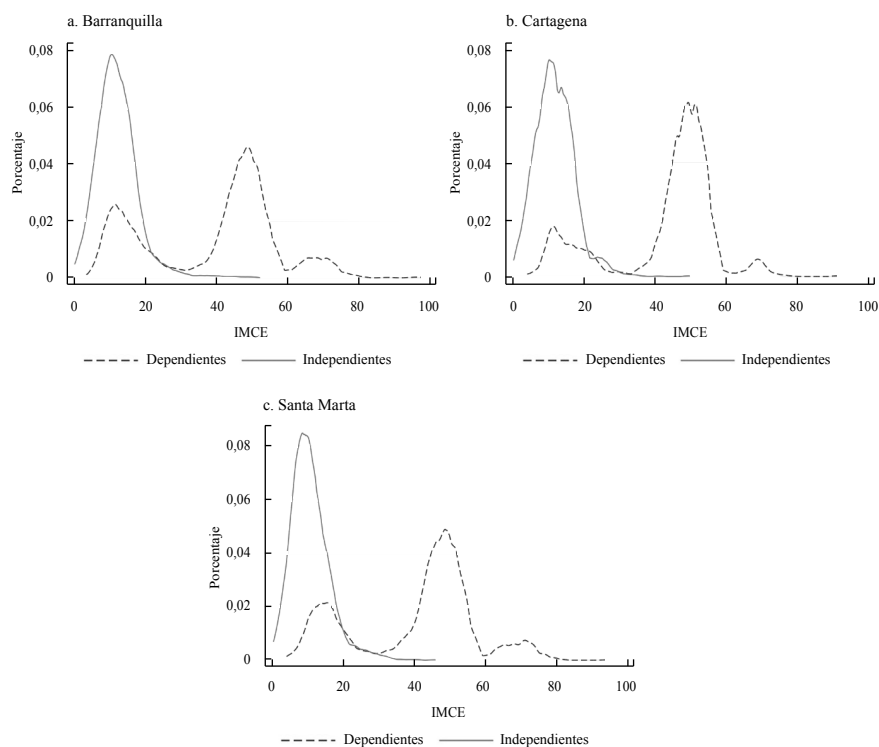 a. Barranquilla
0,08
0,06
0,04
0,02
0
Porcentaje
0 20 40 60 80 100
IMCE
Dependientes Independientes
b. Cartagena
0,08
0,06
0,04
0,02
0
Porcentaje
0 20 40 60 80 100
IMCE
Dependientes Independientes
c. Santa Marta
0,08
0,06
0,04
0,02
0
Porcentaje
0 20 40 60 80 100
IMCE
Dependientes Independientes